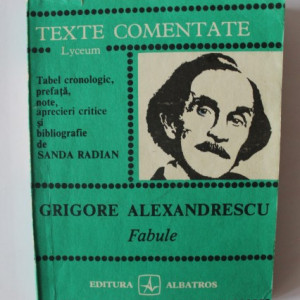 TEXTE COMENTATE
Lyceum
Tabel cronologic,
prefață,
note,
aprecieri critice
și
bibliografie
de
SANDA RADIAN
GRIGORE ALEXANDRESCU
Fabule
EDITURA ALBATROS